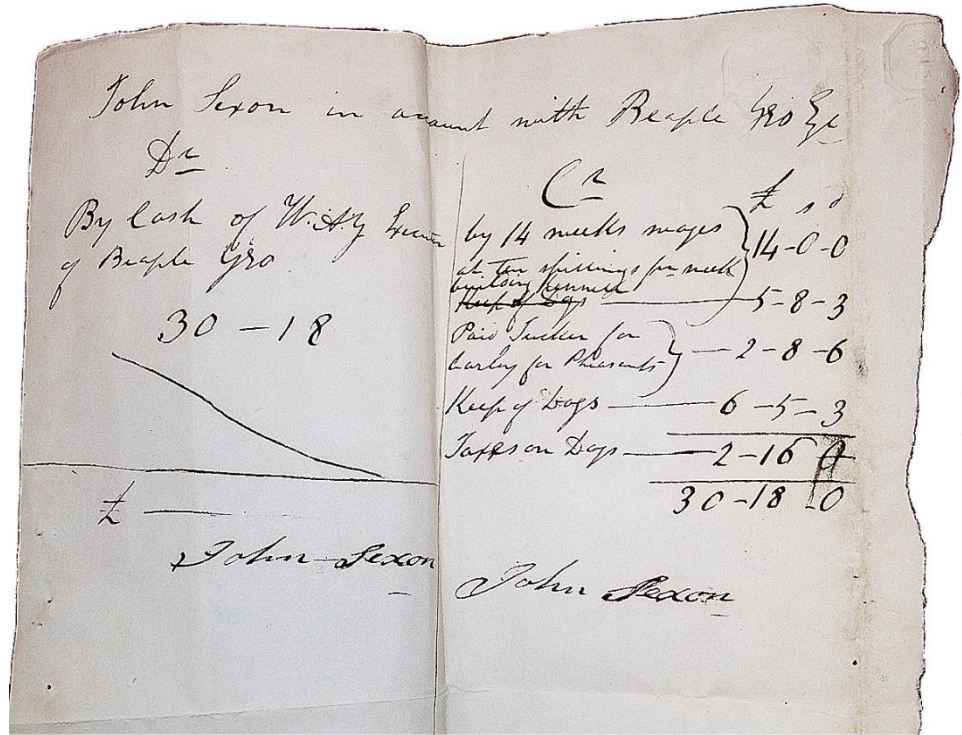 John Sexon in account with Beaple Gro Esq
Dr
By Cash of W.A.Y
of Beaple Gro
30 – 18
£
John Sexon
Cr
£ s d
by 14 weeks wages
at ten shillings per week 14-0-0
building kennel
Keep of Dogs 5-8-3
Paid Tucker for
barley for Pheasants 2-8-6
Keep of Dogs 6-5-3
Taxes on Dogs 2-16
30-18-0
John Sexon